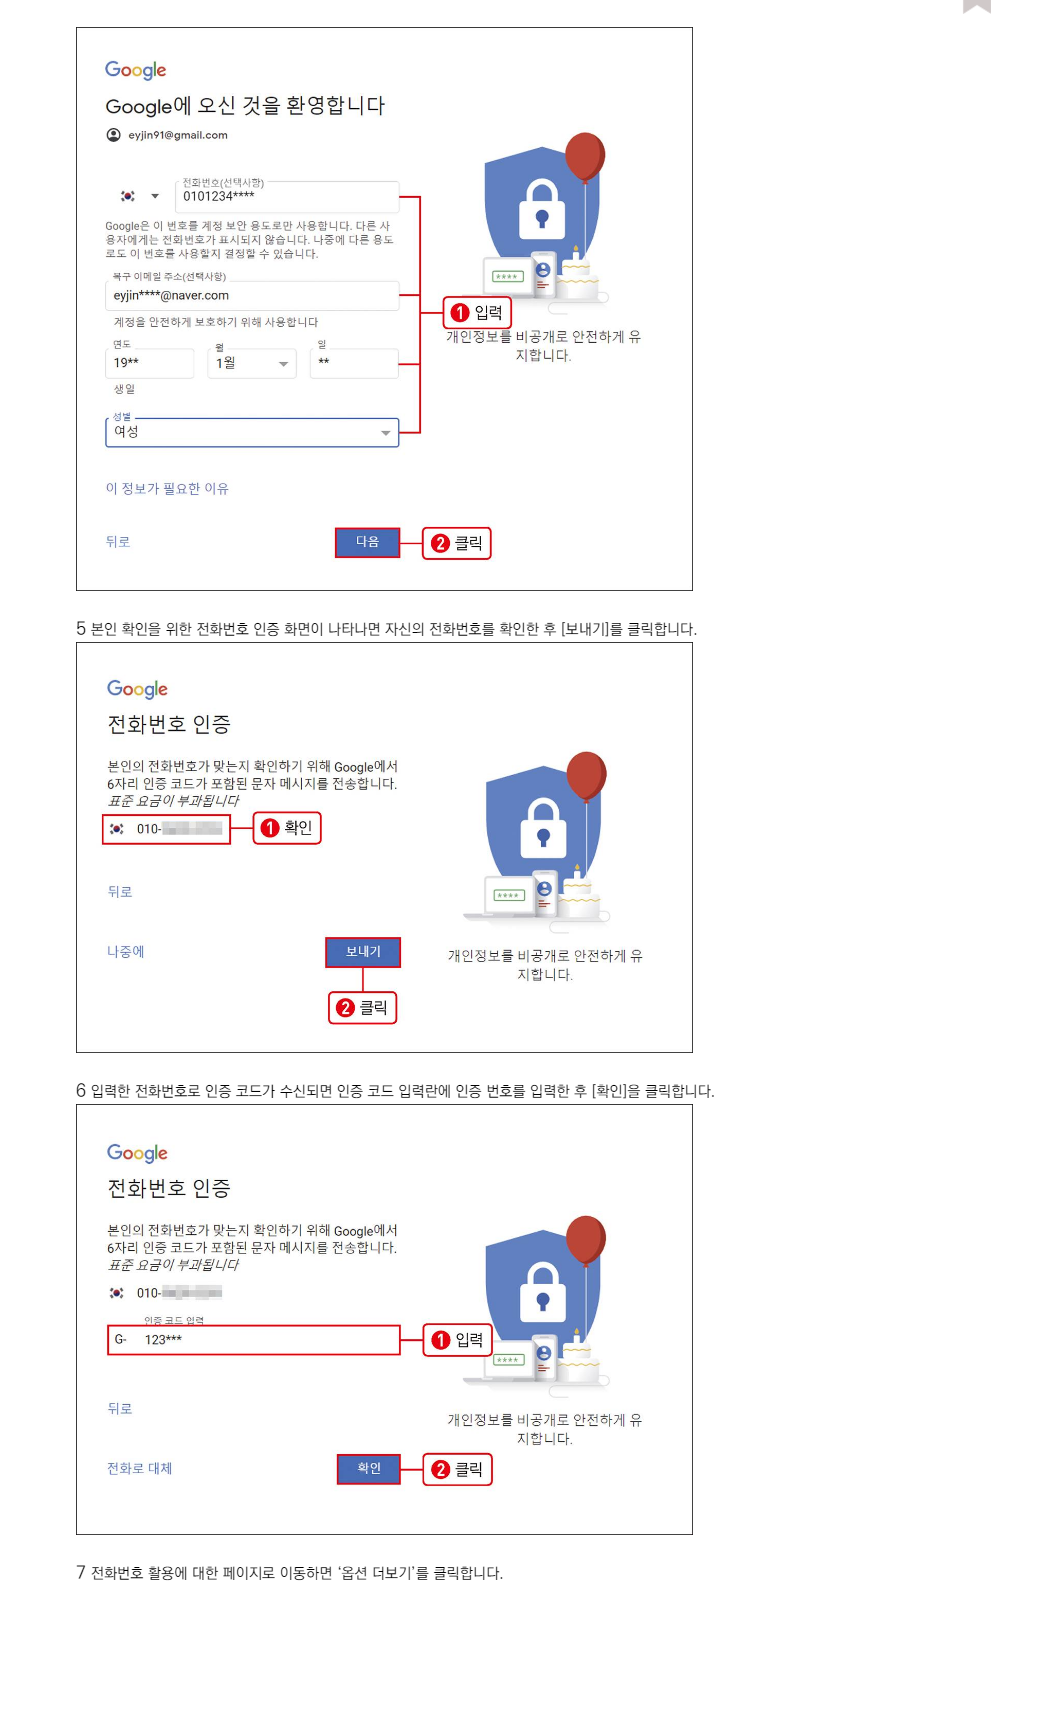 Google
Google에 오신 것을 환영합니다
eyjin91@gmail.com
전화번호(선택사항)
0101234****
Google은 이 번호를 계정 보안 용도로만 사용합니다. 다른 사
용자에게는 전화번호가 표시되지 않습니다. 나중에 다른 용도
로도 이 번호를 사용할지 결정할 수 있습니다.
복구 이메일 주소(선택사항)
eyjin****@naver.com
1 입력
계정을 안전하게 보호하기 위해 사용합니다
개인정보를 비공개로 안전하게 유
지합니다.
연도 월 일
19** 1월 **
생일
성별
여성
이 정보가 필요한 이유
뒤로 다음 2 클릭
5 본인 확인을 위한 전화번호 인증 화면이 나타나면 자신의 전화번호를 확인한 후 [보내기]를 클릭합니다.
Google
전화번호 인증
본인의 전화번호가 맞는지 확인하기 위해 Google에서
6자리 인증 코드가 포함된 문자 메시지를 전송합니다.
표준 요금이 부과됩니다
010- 1 확인
****
뒤로
나중에 보내기
개인정보를 비공개로 안전하게 유
지합니다.
2 클릭
6 입력한 전화번호로 인증 코드가 수신되면 인증 코드 입력란에 인증 번호를 입력한 후 [확인]을 클릭합니다.
Google
전화번호 인증
본인의 전화번호가 맞는지 확인하기 위해 Google에서
6자리 인증 코드가 포함된 문자 메시지를 전송합니다.
표준 요금이 부과됩니다
010-
인증 코드 입력
G- 123*** 1 입력
****
뒤로
개인정보를 비공개로 안전하게 유
지합니다.
전화로 대체 확인 2 클릭
7 전화번호 활용에 대한 페이지로 이동하면 ‘옵션 더보기’를 클릭합니다.